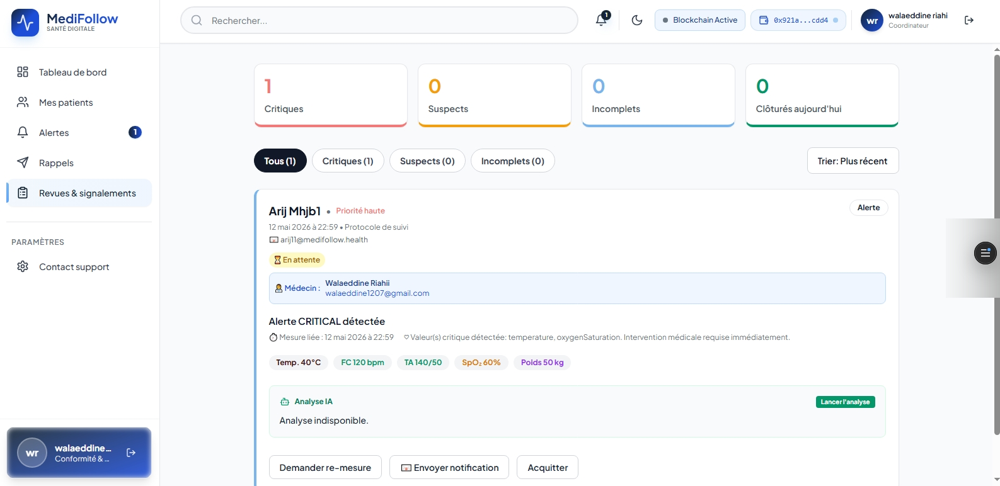 MediFollow
SANTÉ DIGITALE
Rechercher...
1
Blockchain Active
0x921a...cdd4
wr
walaeddine riahi
Coordinateur
Tableau de bord
Mes patients
Alertes
1
Rappels
Revues & signalements
PARAMÈTRES
Contact support
wr
walaeddine...
Conformité & ...
1
Critiques
0
Suspects
0
Incomplets
0
Clôturés aujourd'hui
Tous (1)
Critiques (1)
Suspects (0)
Incomplets (0)
Trier: Plus récent
Arij Mhjb1 • Priorité haute
Alerte
12 mai 2026 à 22:59 • Protocole de suivi
arij11@medifollow.health
En attente
Médecin :
Walaeddine Riahii
walaeddine1207@gmail.com
Alerte CRITICAL détectée
Mesure liée : 12 mai 2026 à 22:59 ♡ Valeur(s) critique détectée: temperature, oxygenSaturation. Intervention médicale requise immédiatement.
Temp. 40°C
FC 120 bpm
TA 140/50
SpO₂ 60%
Poids 50 kg
Analyse IA
Lancer l'analyse
Analyse indisponible.
Demander re-mesure
Envoyer notification
Acquitter